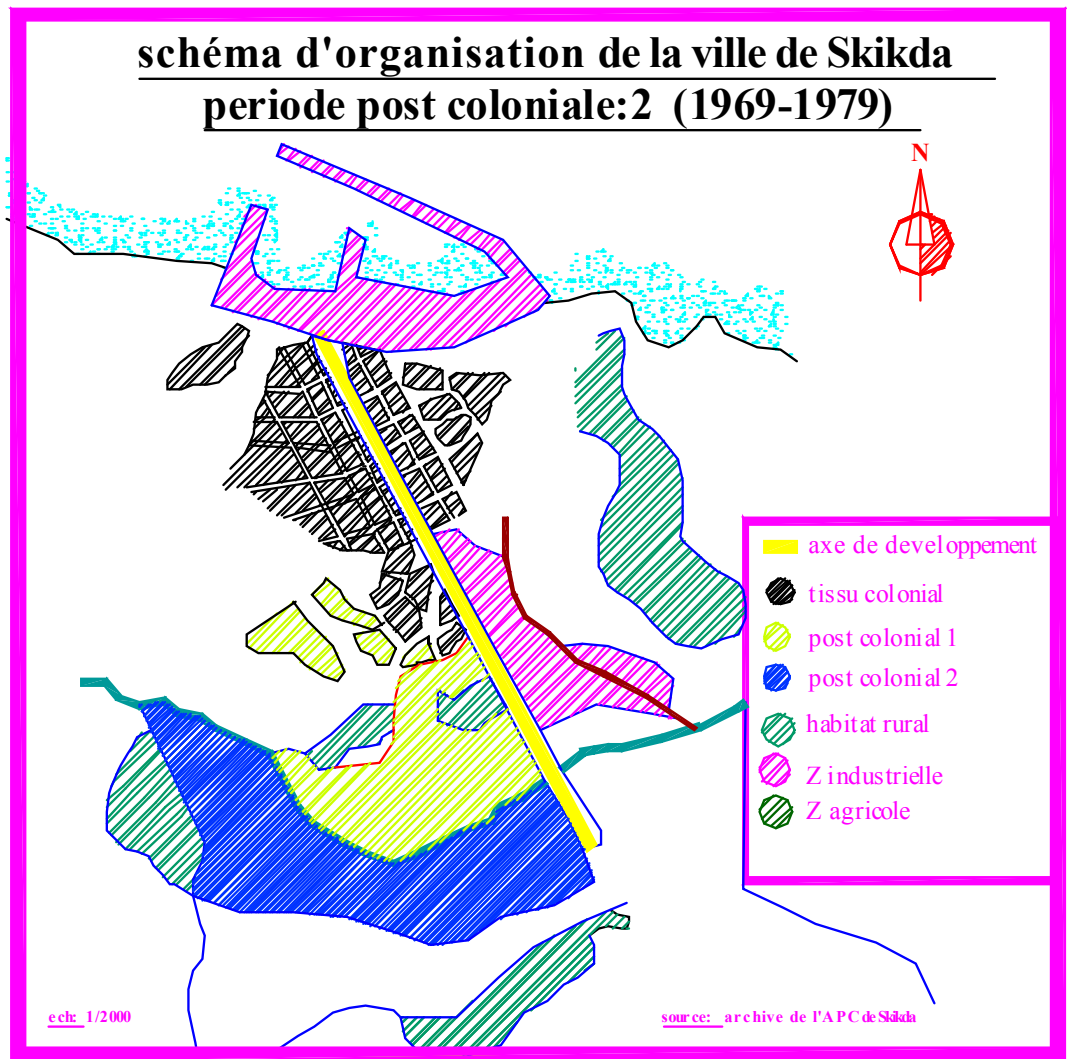 schéma d'organisation de la ville de Skikda
periode post coloniale:2 (1969-1979)
N
axe de developpement
tissu colonial
post colonial 1
post colonial 2
habitat rural
Z industrielle
Z agricole
ech: 1/2000
source: archive de l'APC de Skikda